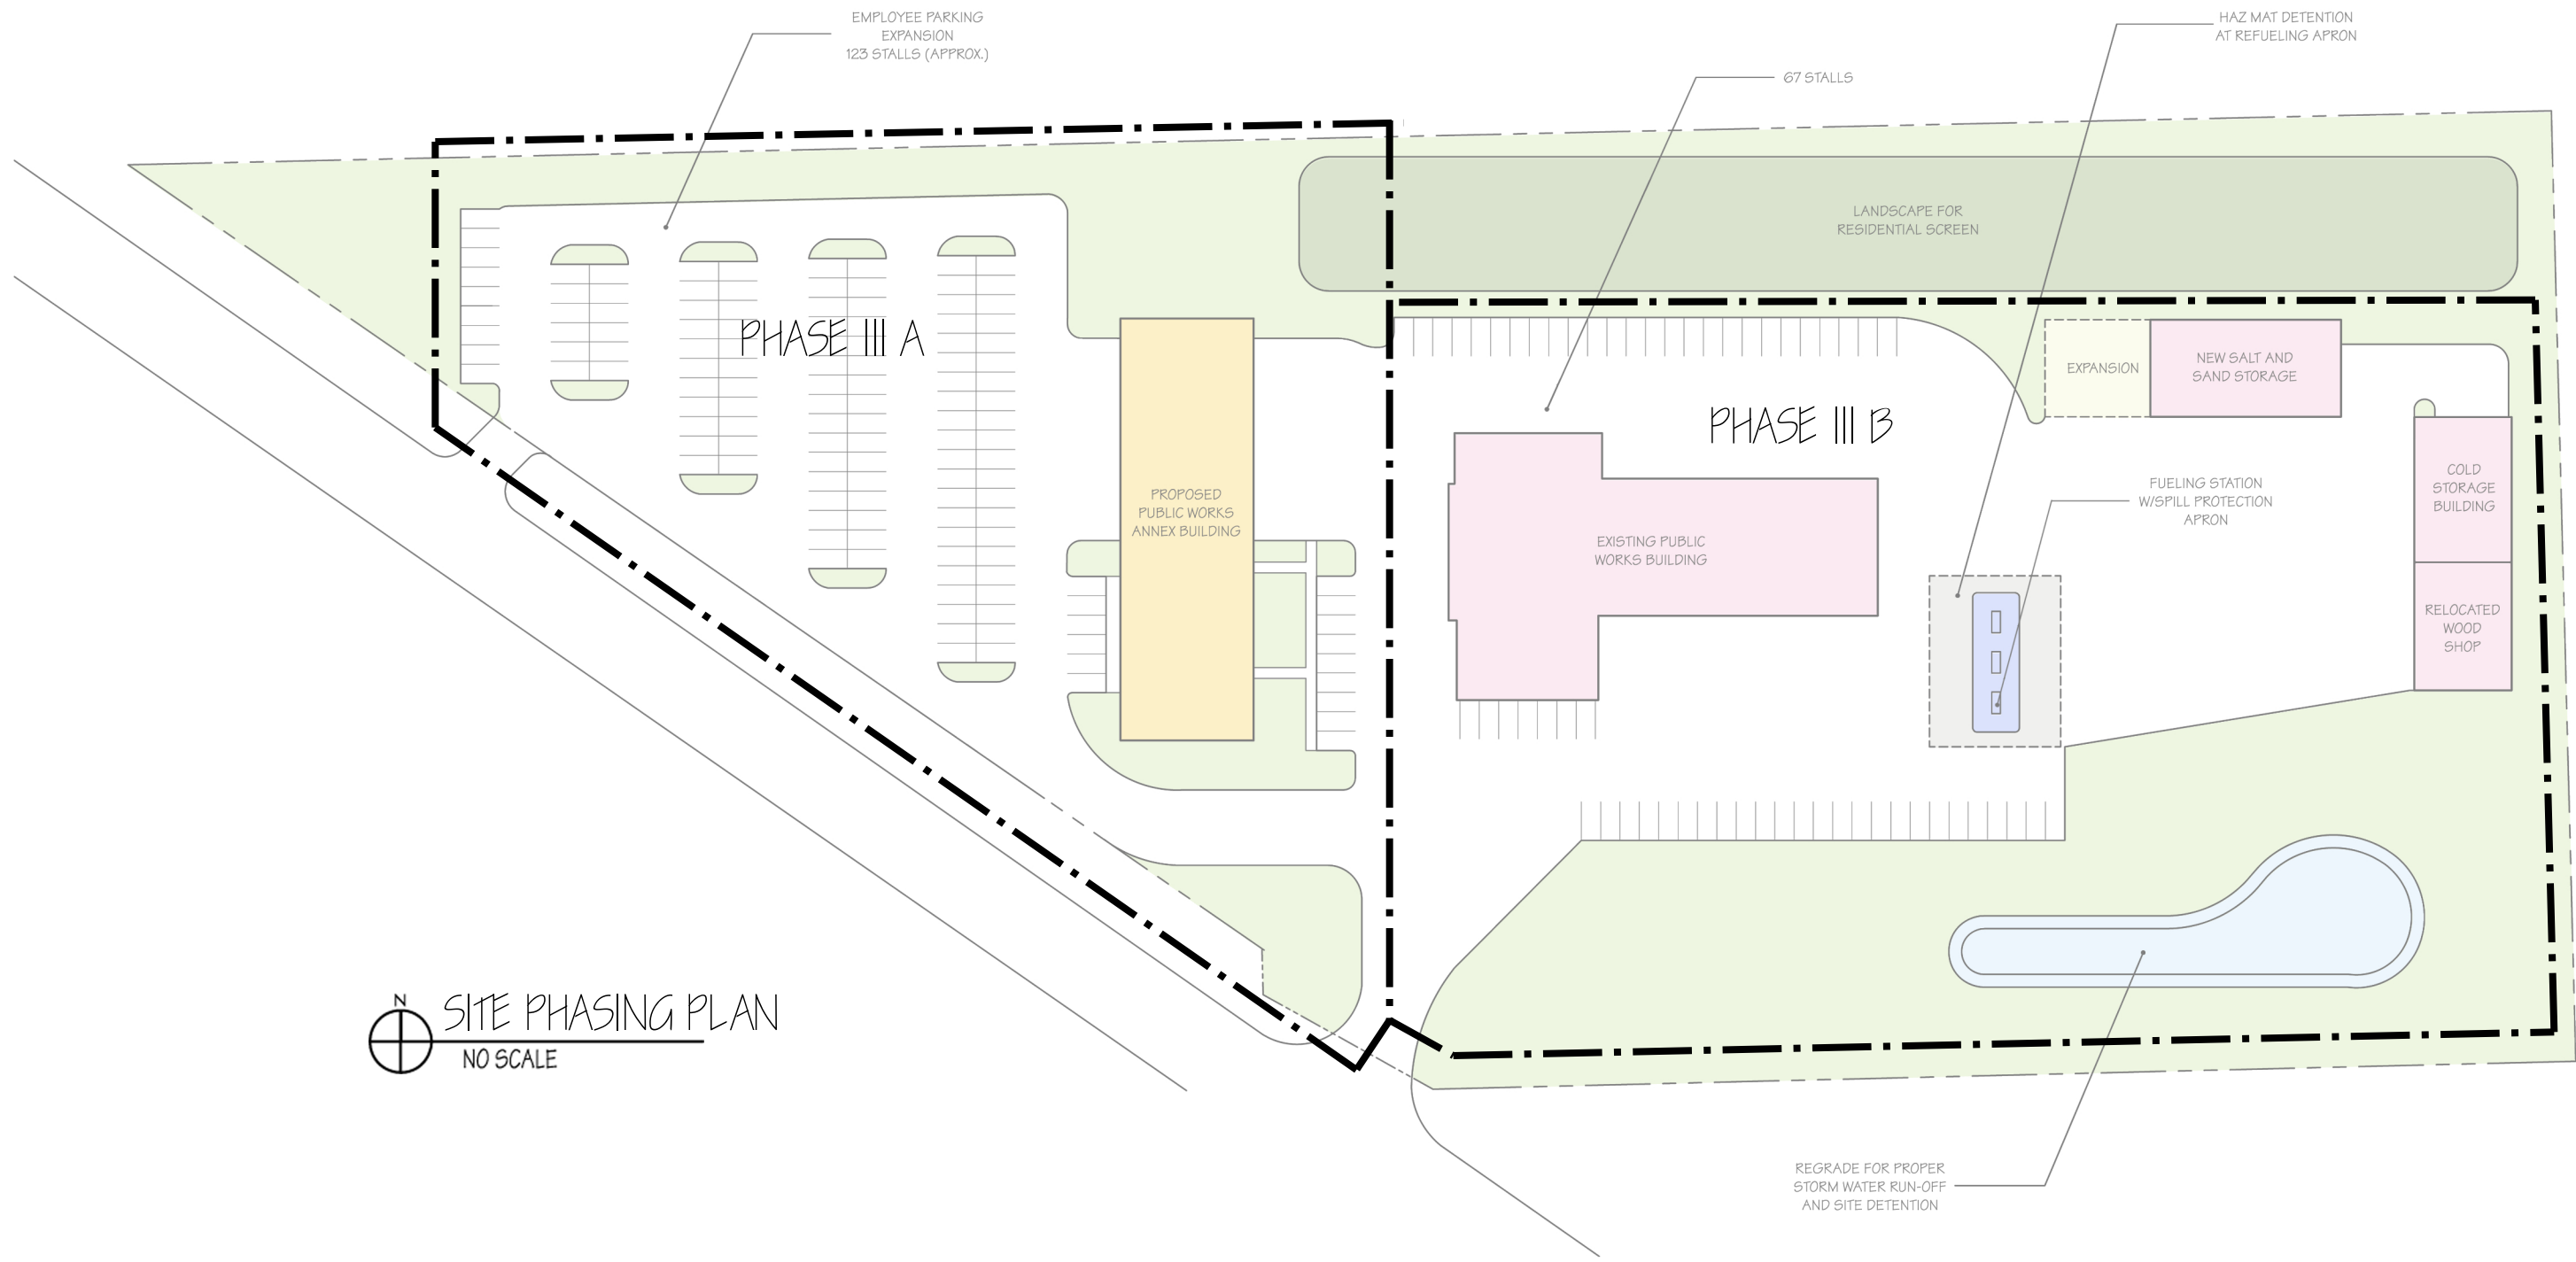 EMPLOYEE PARKING
EXPANSION
123 STALLS (APPROX.)
HAZ MAT DETENTION
AT REFUELING APRON
67 STALLS
LANDSCAPE FOR
RESIDENTIAL SCREEN
PHASE III A
EXPANSION
NEW SALT AND
SAND STORAGE
PHASE III B
COLD
STORAGE
BUILDING
FUELING STATION
W/SPILL PROTECTION
APRON
PROPOSED
PUBLIC WORKS
ANNEX BUILDING
EXISTING PUBLIC
WORKS BUILDING
RELOCATED
WOOD
SHOP
N
SITE PHASING PLAN
NO SCALE
REGRADE FOR PROPER
STORM WATER RUN-OFF
AND SITE DETENTION